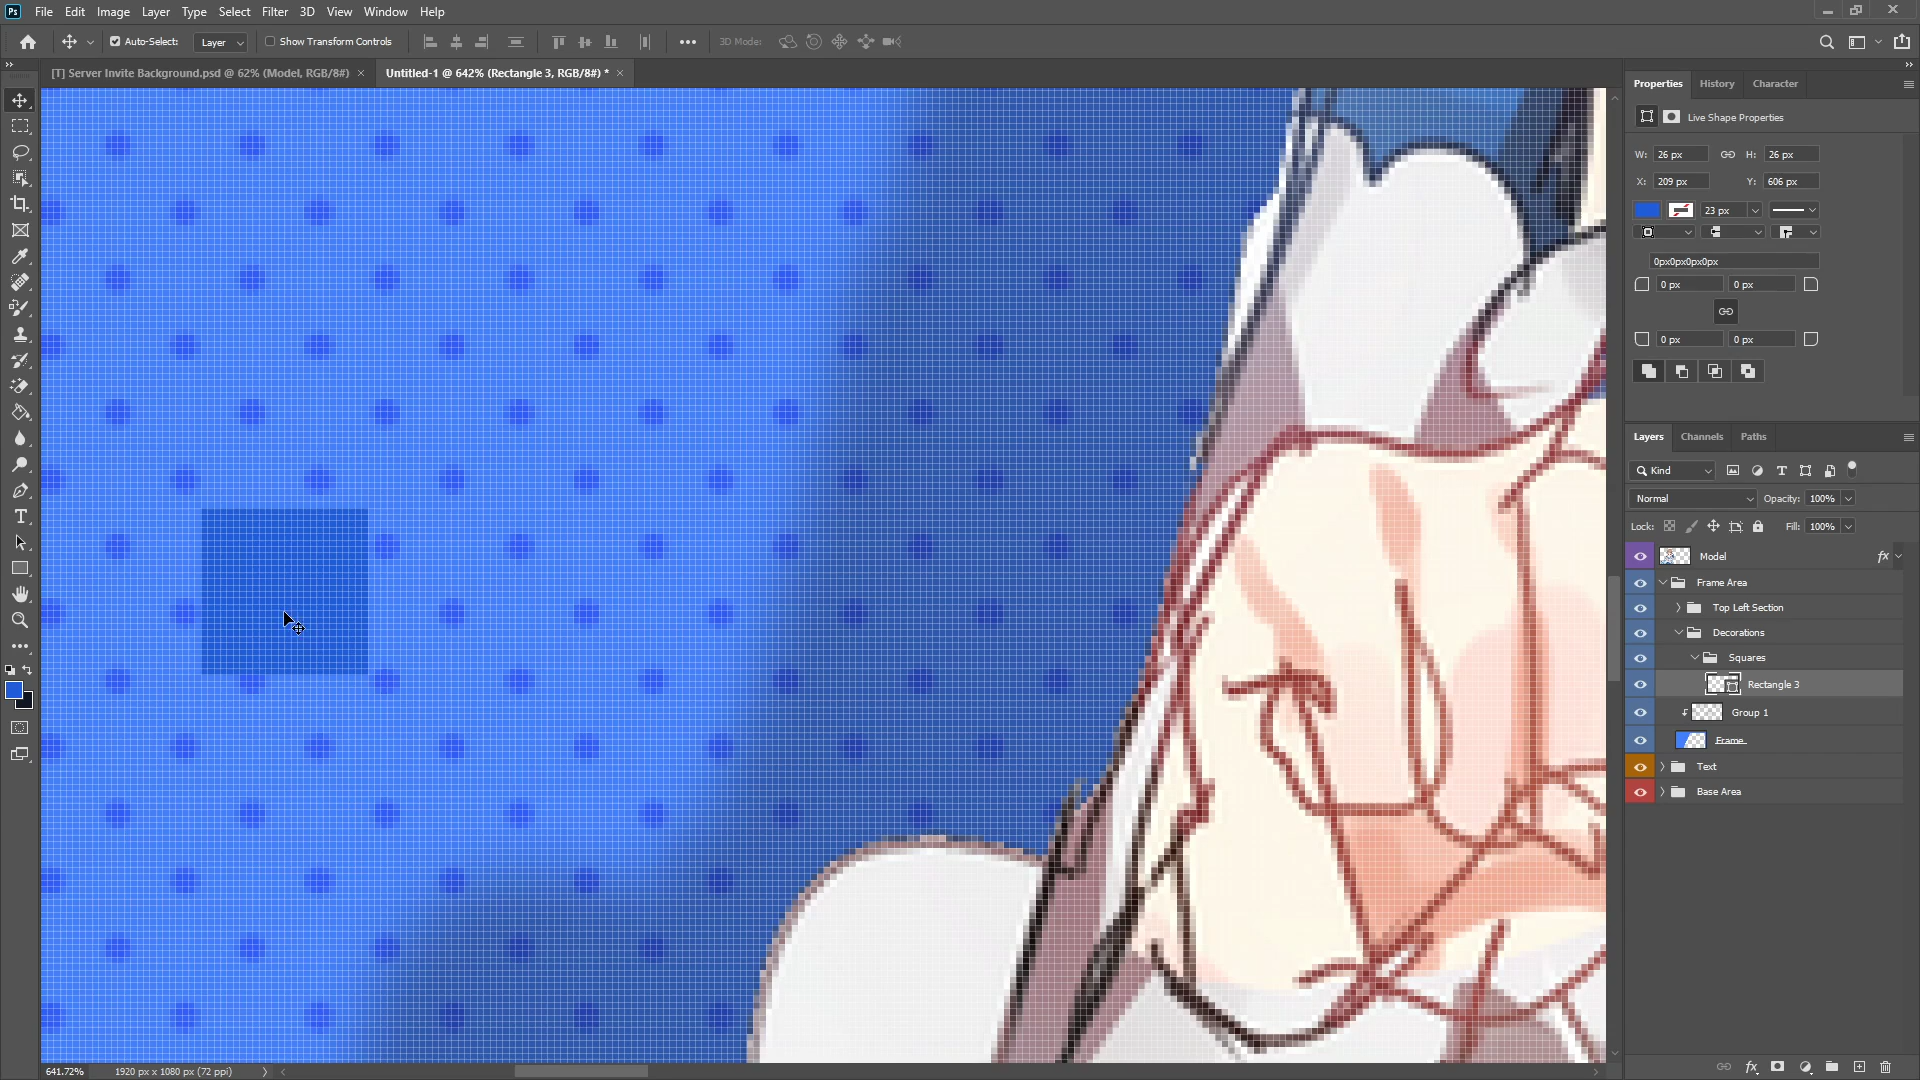 Ps File Edit Image Layer Type Select Filter 3D View Window Help
Auto-Select: Layer Show Transform Controls 3D Mode:
[T] Server Invite Background.psd @ 62% (Model, RGB/8#) × Untitled-1 @ 642% (Rectangle 3, RGB/8#) * ×
Properties History Character
Live Shape Properties
W: 26 px H: 26 px
X: 209 px Y: 606 px
23 px
0px0px0px0px
0 px 0 px
0 px 0 px
Layers Channels Paths
Kind
Normal Opacity: 100%
Lock: Fill: 100%
Model fx
Frame Area
Top Left Section
Decorations
Squares
Rectangle 3
Group 1
Frame
Text
Base Area
641.72% 1920 px x 1080 px (72 ppi)
fx